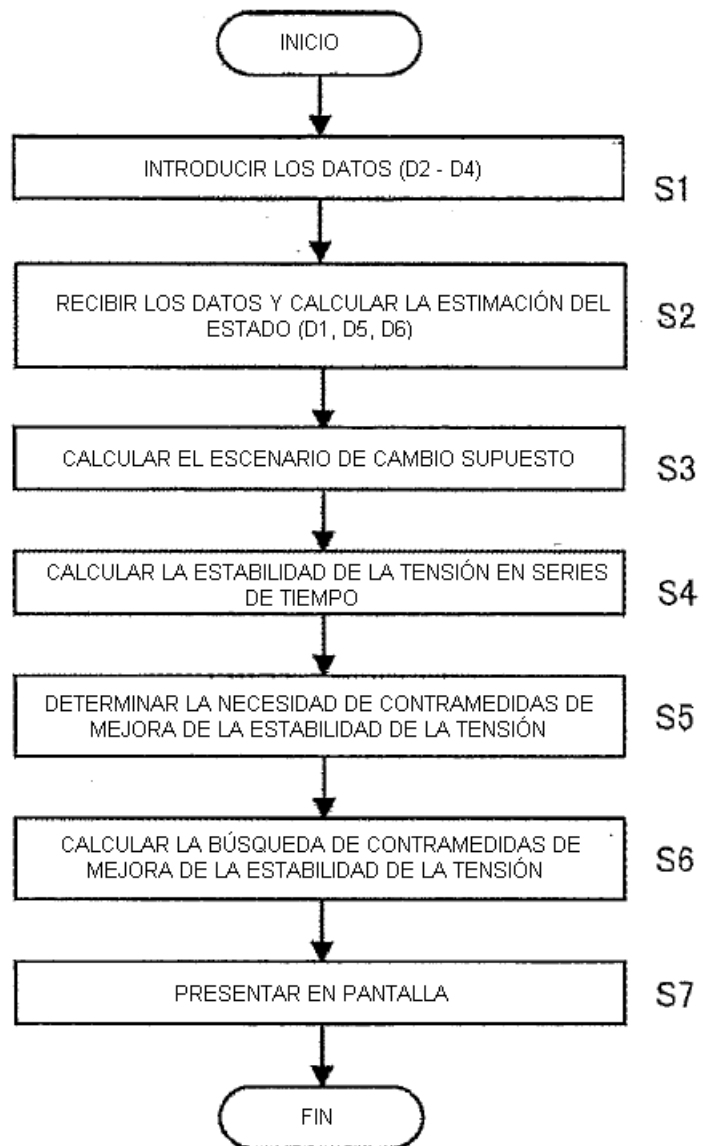 INICIO
INTRODUCIR LOS DATOS (D2 - D4)
S1
RECIBIR LOS DATOS Y CALCULAR LA ESTIMACIÓN DEL
ESTADO (D1, D5, D6)
S2
CALCULAR EL ESCENARIO DE CAMBIO SUPUESTO
S3
CALCULAR LA ESTABILIDAD DE LA TENSIÓN EN SERIES
DE TIEMPO
S4
DETERMINAR LA NECESIDAD DE CONTRAMEDIDAS DE
MEJORA DE LA ESTABILIDAD DE LA TENSIÓN
S5
CALCULAR LA BÚSQUEDA DE CONTRAMEDIDAS DE
MEJORA DE LA ESTABILIDAD DE LA TENSIÓN
S6
PRESENTAR EN PANTALLA
S7
FIN